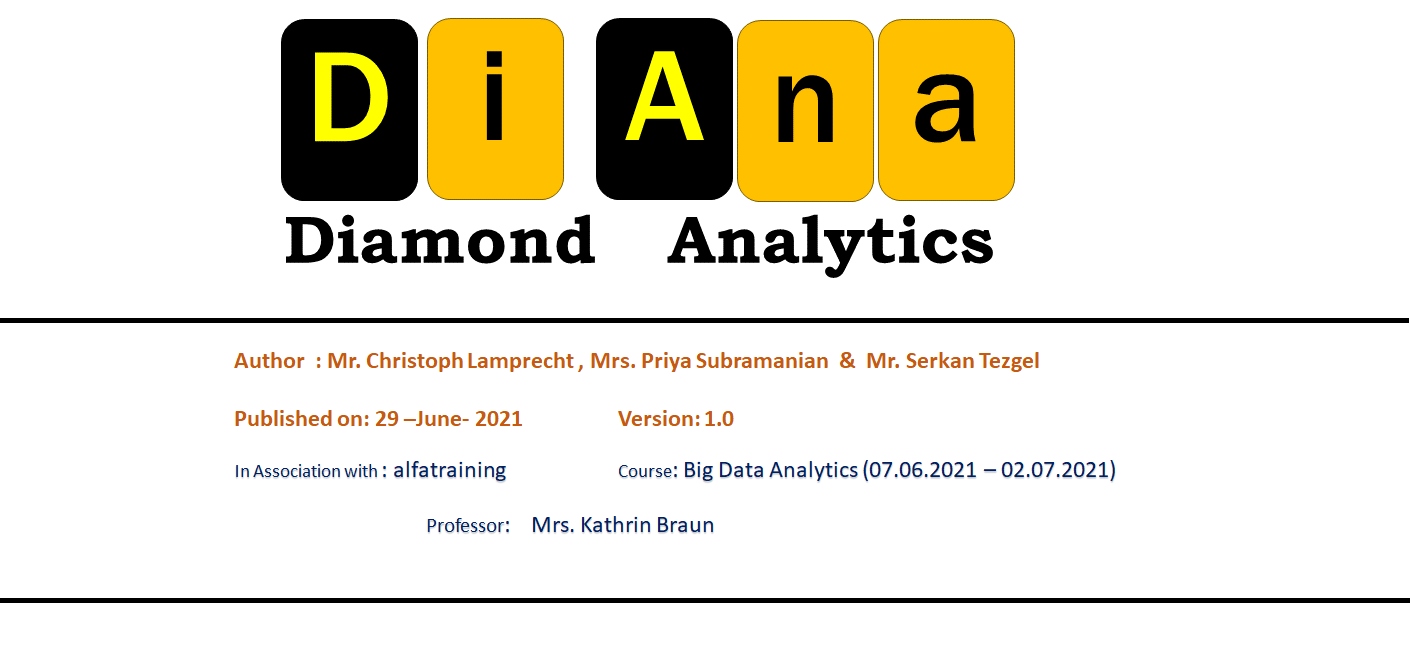 Di Ana
Diamond Analytics
Author : Mr. Christoph Lamprecht , Mrs. Priya Subramanian & Mr. Serkan Tezgel
Published on: 29 –June- 2021 Version: 1.0
In Association with : alfatraining Course: Big Data Analytics (07.06.2021 – 02.07.2021)
Professor: Mrs. Kathrin Braun